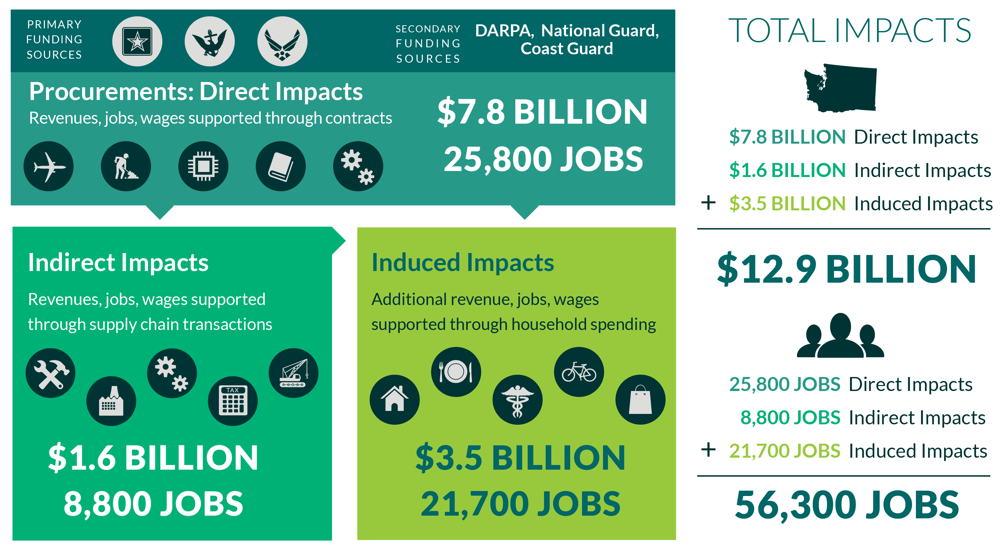 PRIMARY
FUNDING
SOURCES
SECONDARY
FUNDING
SOURCES
DARPA, National Guard,
Coast Guard
Procurements: Direct Impacts
Revenues, jobs, wages supported through contracts
$7.8 BILLION
25,800 JOBS
Indirect Impacts
Revenues, jobs, wages supported
through supply chain transactions
TAX
$1.6 BILLION
8,800 JOBS
Induced Impacts
Additional revenue, jobs, wages
supported through household spending
$3.5 BILLION
21,700 JOBS
TOTAL IMPACTS
$7.8 BILLION Direct Impacts
$1.6 BILLION Indirect Impacts
+ $3.5 BILLION Induced Impacts
$12.9 BILLION
25,800 JOBS Direct Impacts
8,800 JOBS Indirect Impacts
+ 21,700 JOBS Induced Impacts
56,300 JOBS